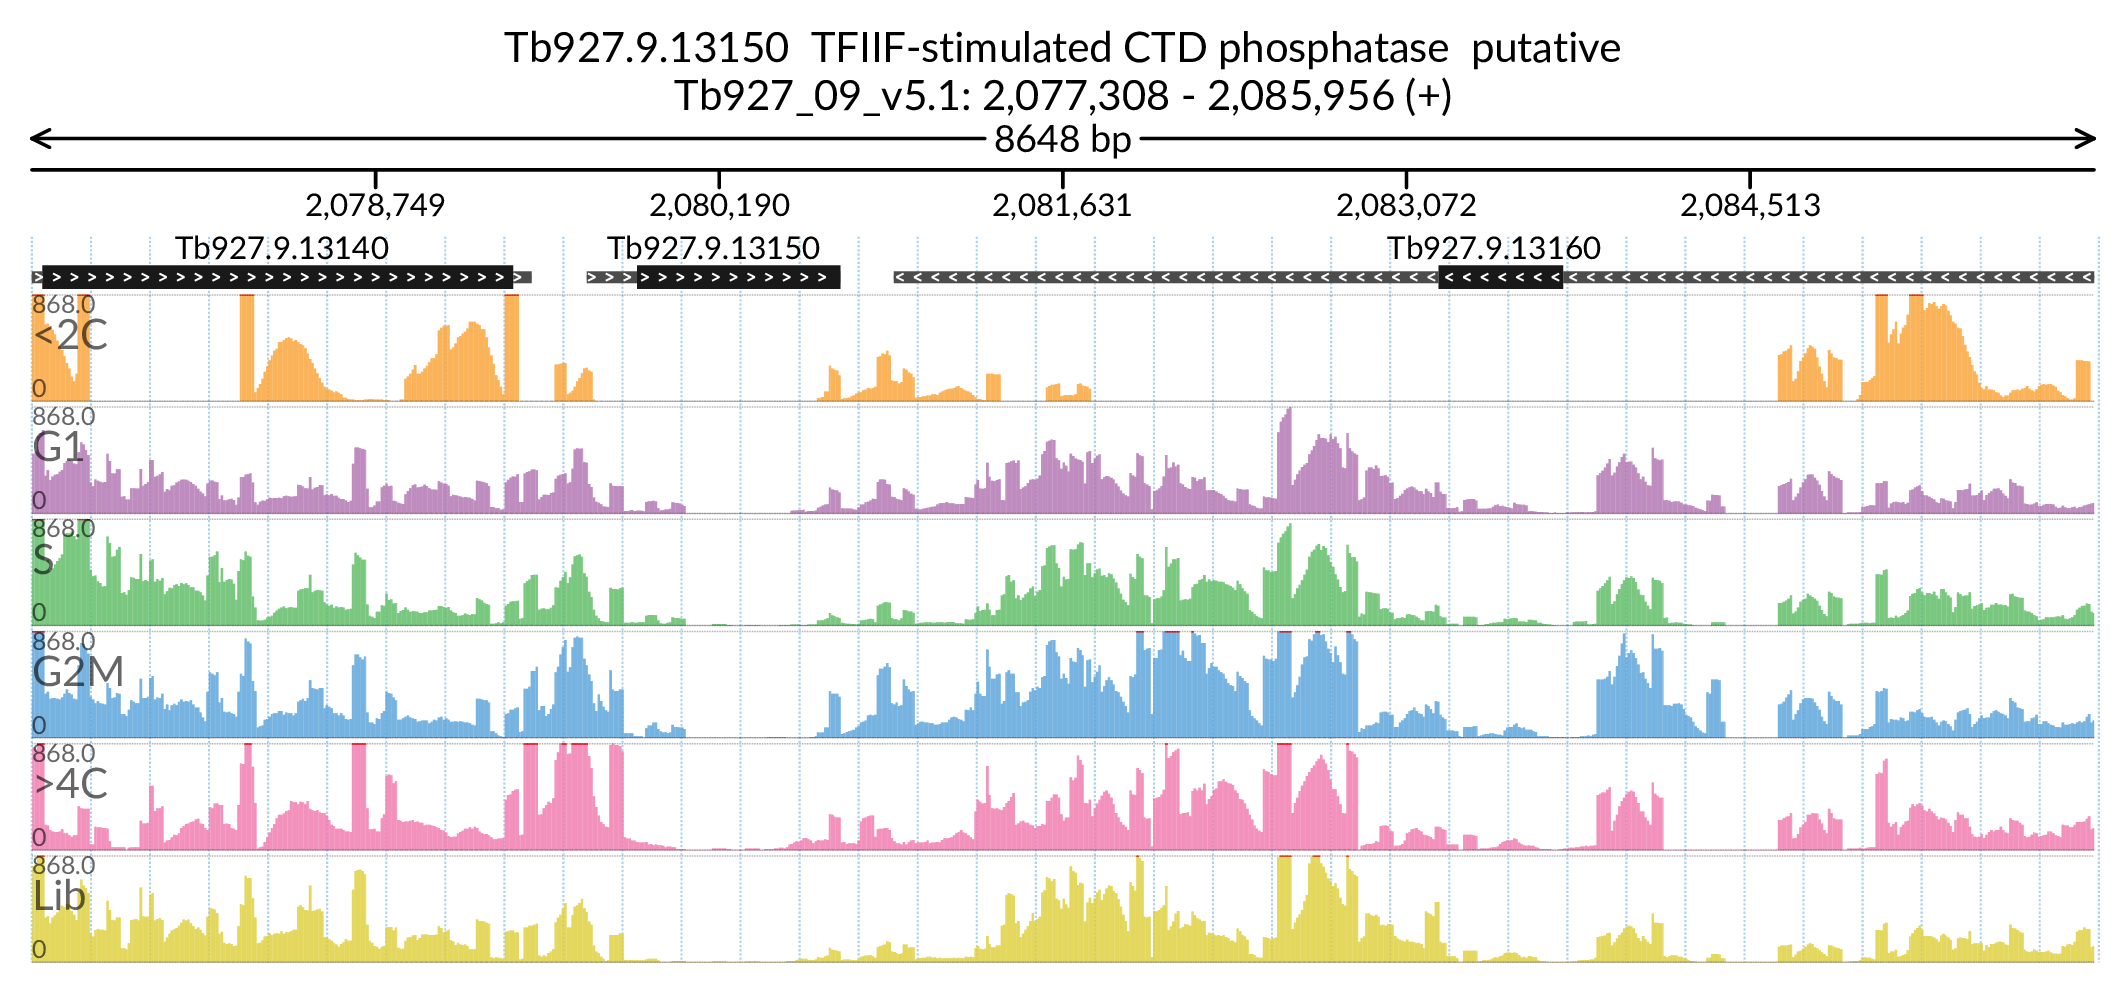 Tb927.9.13150  TFIIF-stimulated CTD phosphatase  putative
Tb927_09_v5.1: 2,077,308 - 2,085,956 (+)
8648 bp
2,078,749 2,080,190 2,081,631 2,083,072 2,084,513
Tb927.9.13140 Tb927.9.13150 Tb927.9.13160
868.0
<2C
0
868.0
G1
0
868.0
S
0
868.0
G2M
0
868.0
>4C
0
868.0
Lib
0